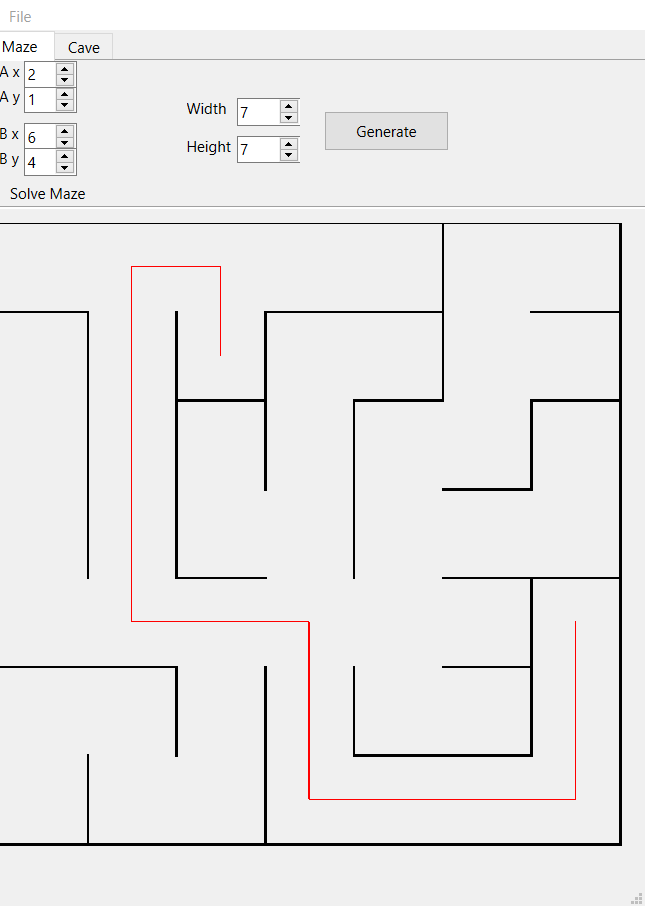 File
Maze Cave
A x 2
A y 1
Width 7
Generate
B x 6
Height 7
B y 4
Solve Maze